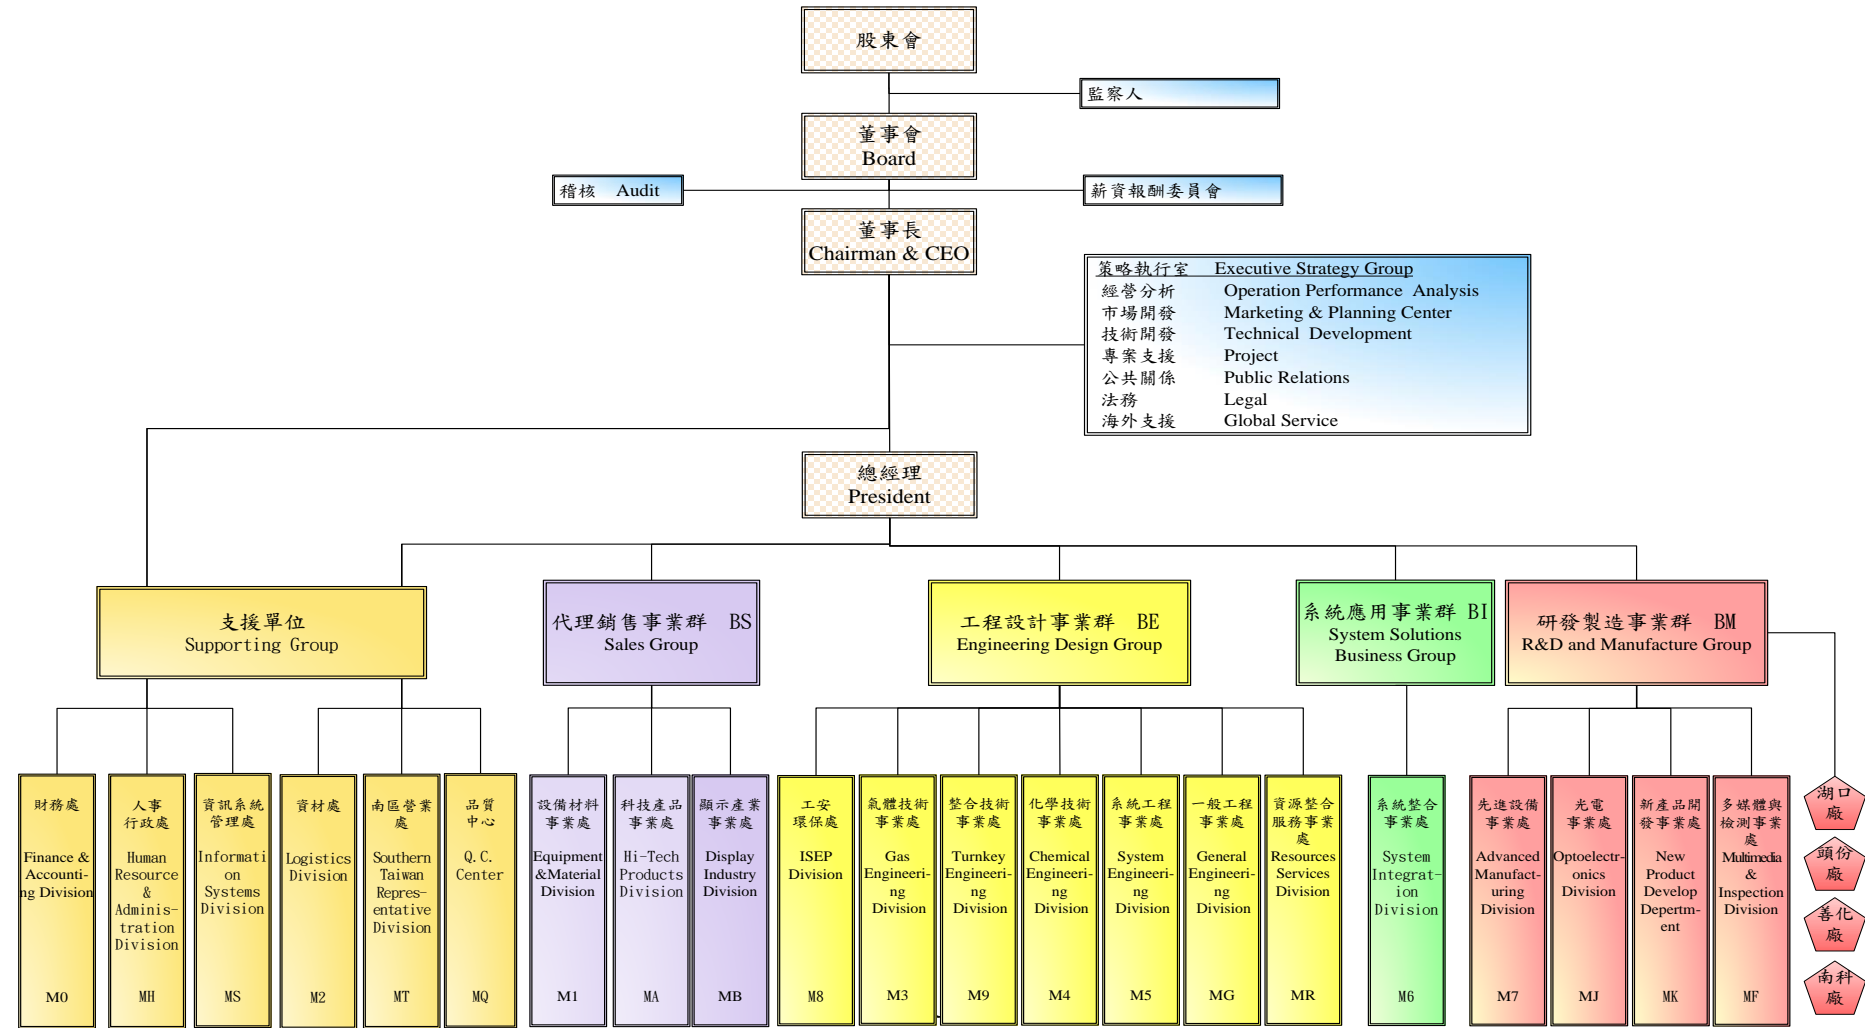 股東會
監察人
董事會
Board
稽核 Audit
薪資報酬委員會
董事長
Chairman & CEO
策略執行室 Executive Strategy Group
經營分析 Operation Performance Analysis
市場開發 Marketing & Planning Center
技術開發 Technical Development
專案支援 Project
公共關係 Public Relations
法務 Legal
海外支援 Global Service
總經理
President
支援單位
Supporting Group
代理銷售事業群 BS
Sales Group
工程設計事業群 BE
Engineering Design Group
系統應用事業群 BI
System Solutions
Business Group
研發製造事業群 BM
R&D and Manufacture Group
財務處
Finance &
Accounti-
ng Division
M0
人事
行政處
Human
Resource
&
Adminis-
tration
Division
MH
資訊系統
管理處
Informati
on
Systems
Division
MS
資材處
Logistics
Division
M2
南區營業
處
Southern
Taiwan
Repres-
entative
Division
MT
品質
中心
Q.C.
Center
MQ
設備材料
事業處
Equipment
&Material
Division
M1
科技產品
事業處
Hi-Tech
Products
Division
MA
顯示產業
事業處
Display
Industry
Division
MB
工安
環保處
ISEP
Division
M8
氣體技術
事業處
Gas
Engineeri-
ng
Division
M3
整合技術
事業處
Turnkey
Engineeri-
ng
Division
M9
化學技術
事業處
Chemical
Engineeri-
ng
Division
M4
系統工程
事業處
System
Engineeri-
ng
Division
M5
一般工程
事業處
General
Engineeri-
ng
Division
MG
資源整合
服務事業
處
Resources
Services
Division
MR
系統整合
事業處
System
Integrat-
ion
Division
M6
先進設備
事業處
Advanced
Manufact-
uring
Division
M7
光電
事業處
Optoelectr-
onics
Division
MJ
新產品開
發事業處
New
Product
Develop
Depertm-
ent
MK
多媒體與
檢測事業
處
Multimedia
&
Inspection
Division
MF
湖口
廠
頭份
廠
善化
廠
南科
廠